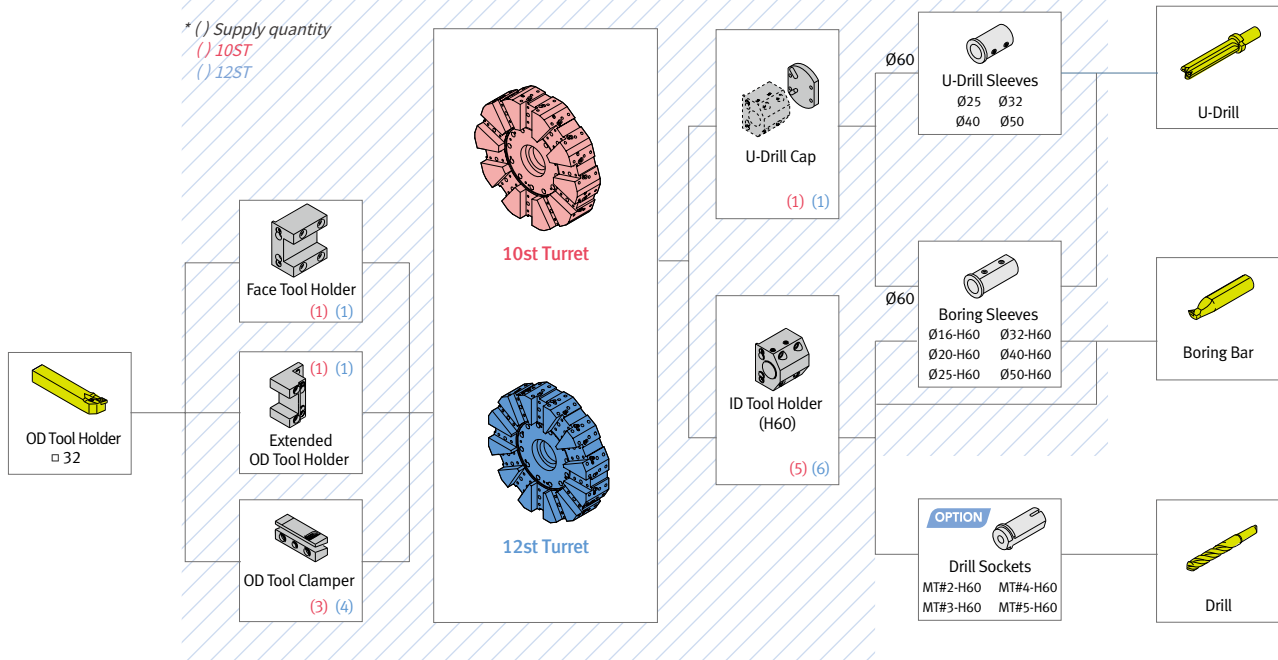 * ( ) Supply quantity
( ) 10ST
( ) 12ST
OD Tool Holder
□ 32
Face Tool Holder
(1) (1)
(1) (1)
Extended
OD Tool Holder
OD Tool Clamper
(3) (4)
10st Turret
12st Turret
U-Drill Cap
(1) (1)
ID Tool Holder
(H60)
(5) (6)
Ø60
U-Drill Sleeves
Ø25 Ø32
Ø40 Ø50
Ø60
Boring Sleeves
Ø16-H60 Ø32-H60
Ø20-H60 Ø40-H60
Ø25-H60 Ø50-H60
OPTION
Drill Sockets
MT#2-H60 MT#4-H60
MT#3-H60 MT#5-H60
U-Drill
Boring Bar
Drill